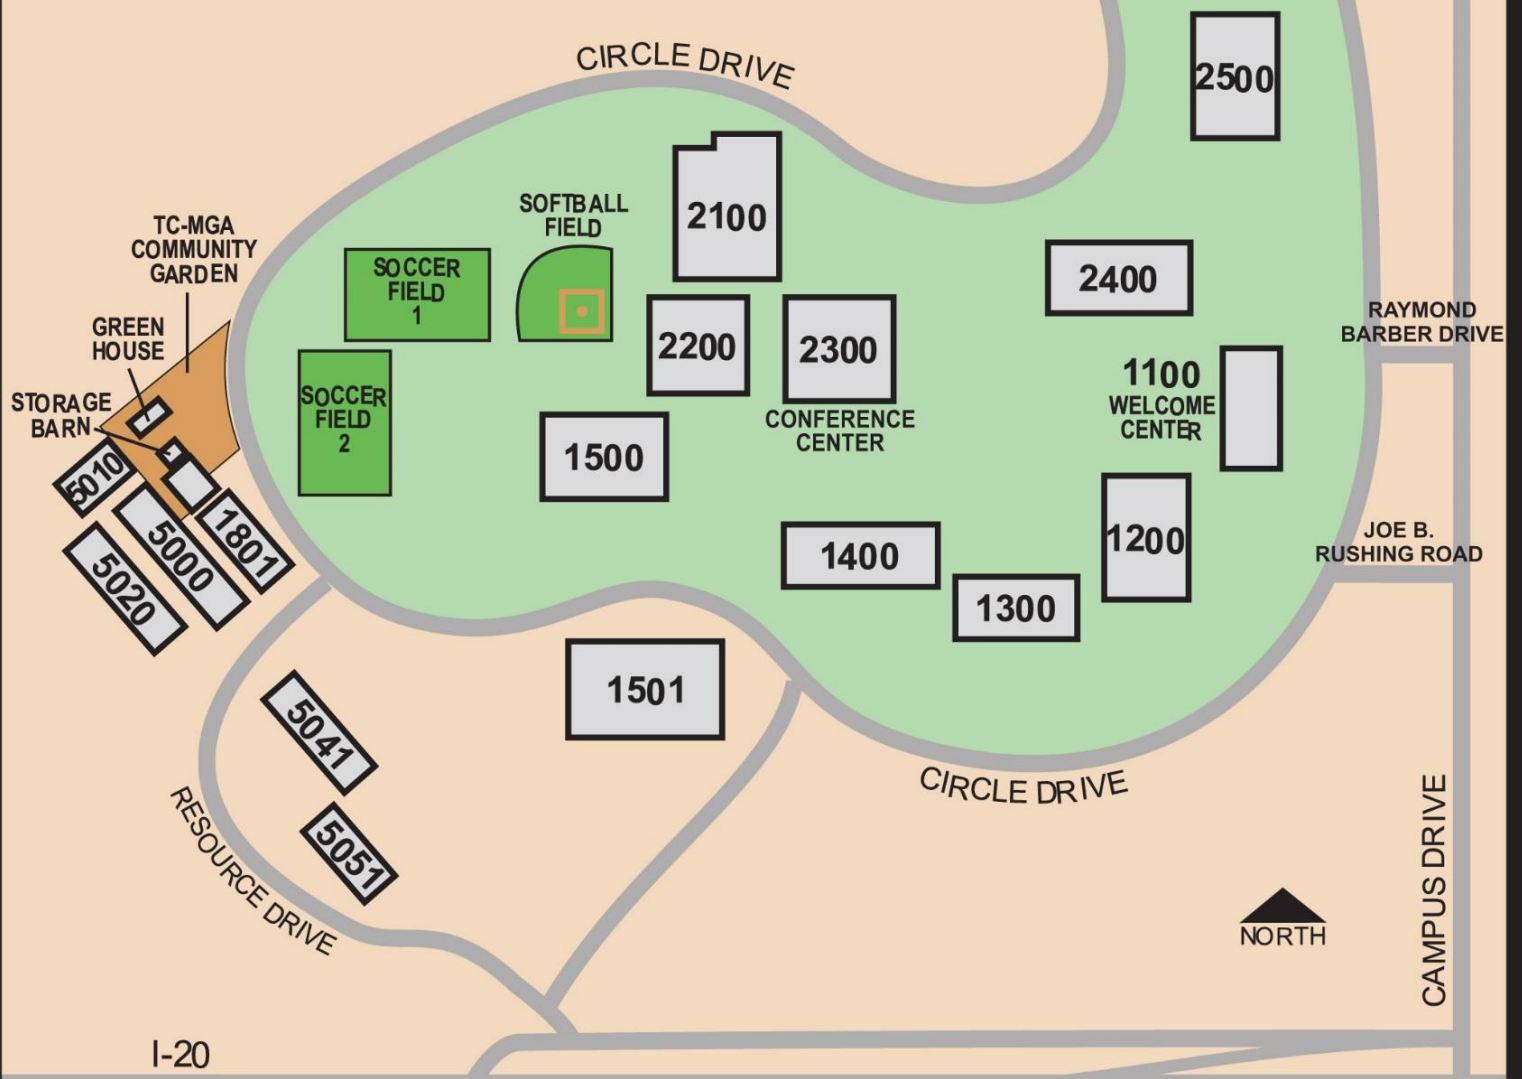 CIRCLE DRIVE
2500
2100
SOFTBALL
FIELD
TC-MGA
COMMUNITY
GARDEN
SOCCER
FIELD
1
2400
RAYMOND
BARBER DRIVE
GREEN
HOUSE
2200
2300
1100
WELCOME
CENTER
STORAGE
BARN
SOCCER
FIELD
2
CONFERENCE
CENTER
1500
5010
5000
1801
5020
1400
1200
JOE B.
RUSHING ROAD
1300
1501
5041
CIRCLE DRIVE
5051
RESOURCE DRIVE
CAMPUS DRIVE
NORTH
I-20